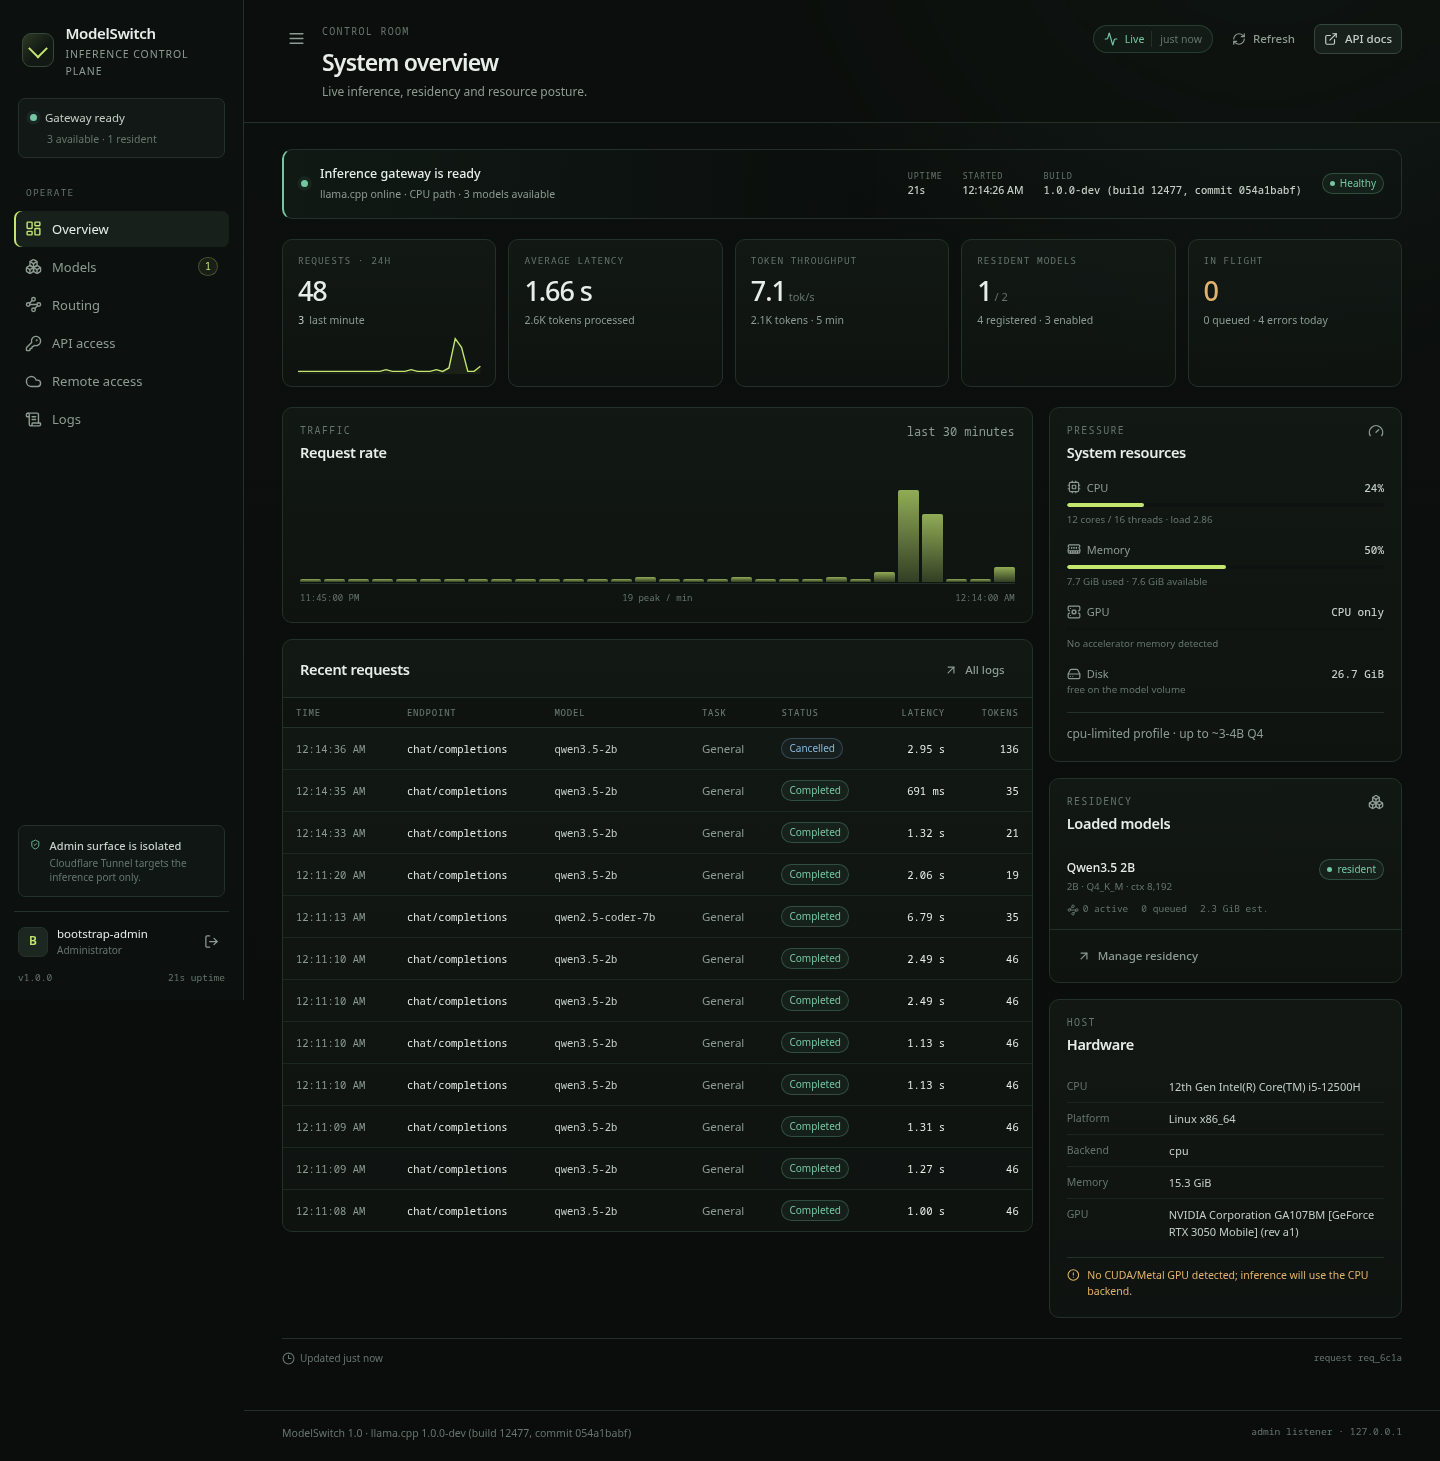 ModelSwitch
INFERENCE CONTROL
PLANE
Gateway ready
3 available · 1 resident
OPERATE
Overview
Models
1
Routing
API access
Remote access
Logs
Admin surface is isolated
Cloudflare Tunnel targets the
inference port only.
B
bootstrap-admin
Administrator
v1.0.0
21s uptime
CONTROL ROOM
System overview
Live inference, residency and resource posture.
Live
just now
Refresh
API docs
Inference gateway is ready
llama.cpp online · CPU path · 3 models available
UPTIME
21s
STARTED
12:14:26 AM
BUILD
1.0.0-dev (build 12477, commit 054a1babf)
Healthy
REQUESTS · 24H
48
3 last minute
AVERAGE LATENCY
1.66 s
2.6K tokens processed
TOKEN THROUGHPUT
7.1 tok/s
2.1K tokens · 5 min
RESIDENT MODELS
1 / 2
4 registered · 3 enabled
IN FLIGHT
0
0 queued · 4 errors today
TRAFFIC
Request rate
last 30 minutes
11:45:00 PM
19 peak / min
12:14:00 AM
Recent requests
All logs
TIME ENDPOINT MODEL TASK STATUS LATENCY TOKENS
12:14:36 AM chat/completions qwen3.5-2b General Cancelled 2.95 s 136
12:14:35 AM chat/completions qwen3.5-2b General Completed 691 ms 35
12:14:33 AM chat/completions qwen3.5-2b General Completed 1.32 s 21
12:11:20 AM chat/completions qwen3.5-2b General Completed 2.06 s 19
12:11:13 AM chat/completions qwen2.5-coder-7b General Completed 6.79 s 35
12:11:10 AM chat/completions qwen3.5-2b General Completed 2.49 s 46
12:11:10 AM chat/completions qwen3.5-2b General Completed 2.49 s 46
12:11:10 AM chat/completions qwen3.5-2b General Completed 1.13 s 46
12:11:10 AM chat/completions qwen3.5-2b General Completed 1.13 s 46
12:11:09 AM chat/completions qwen3.5-2b General Completed 1.31 s 46
12:11:09 AM chat/completions qwen3.5-2b General Completed 1.27 s 46
12:11:08 AM chat/completions qwen3.5-2b General Completed 1.00 s 46
PRESSURE
System resources
CPU 24%
12 cores / 16 threads · load 2.86
Memory 50%
7.7 GiB used · 7.6 GiB available
GPU CPU only
No accelerator memory detected
Disk 26.7 GiB
free on the model volume
cpu-limited profile · up to ~3-4B Q4
RESIDENCY
Loaded models
Qwen3.5 2B
resident
2B · Q4_K_M · ctx 8,192
0 active 0 queued 2.3 GiB est.
Manage residency
HOST
Hardware
CPU 12th Gen Intel(R) Core(TM) i5-12500H
Platform Linux x86_64
Backend cpu
Memory 15.3 GiB
GPU NVIDIA Corporation GA107BM [GeForce
RTX 3050 Mobile] (rev a1)
No CUDA/Metal GPU detected; inference will use the CPU
backend.
Updated just now
request req_6c1a
ModelSwitch 1.0 · llama.cpp 1.0.0-dev (build 12477, commit 054a1babf)
admin listener · 127.0.0.1